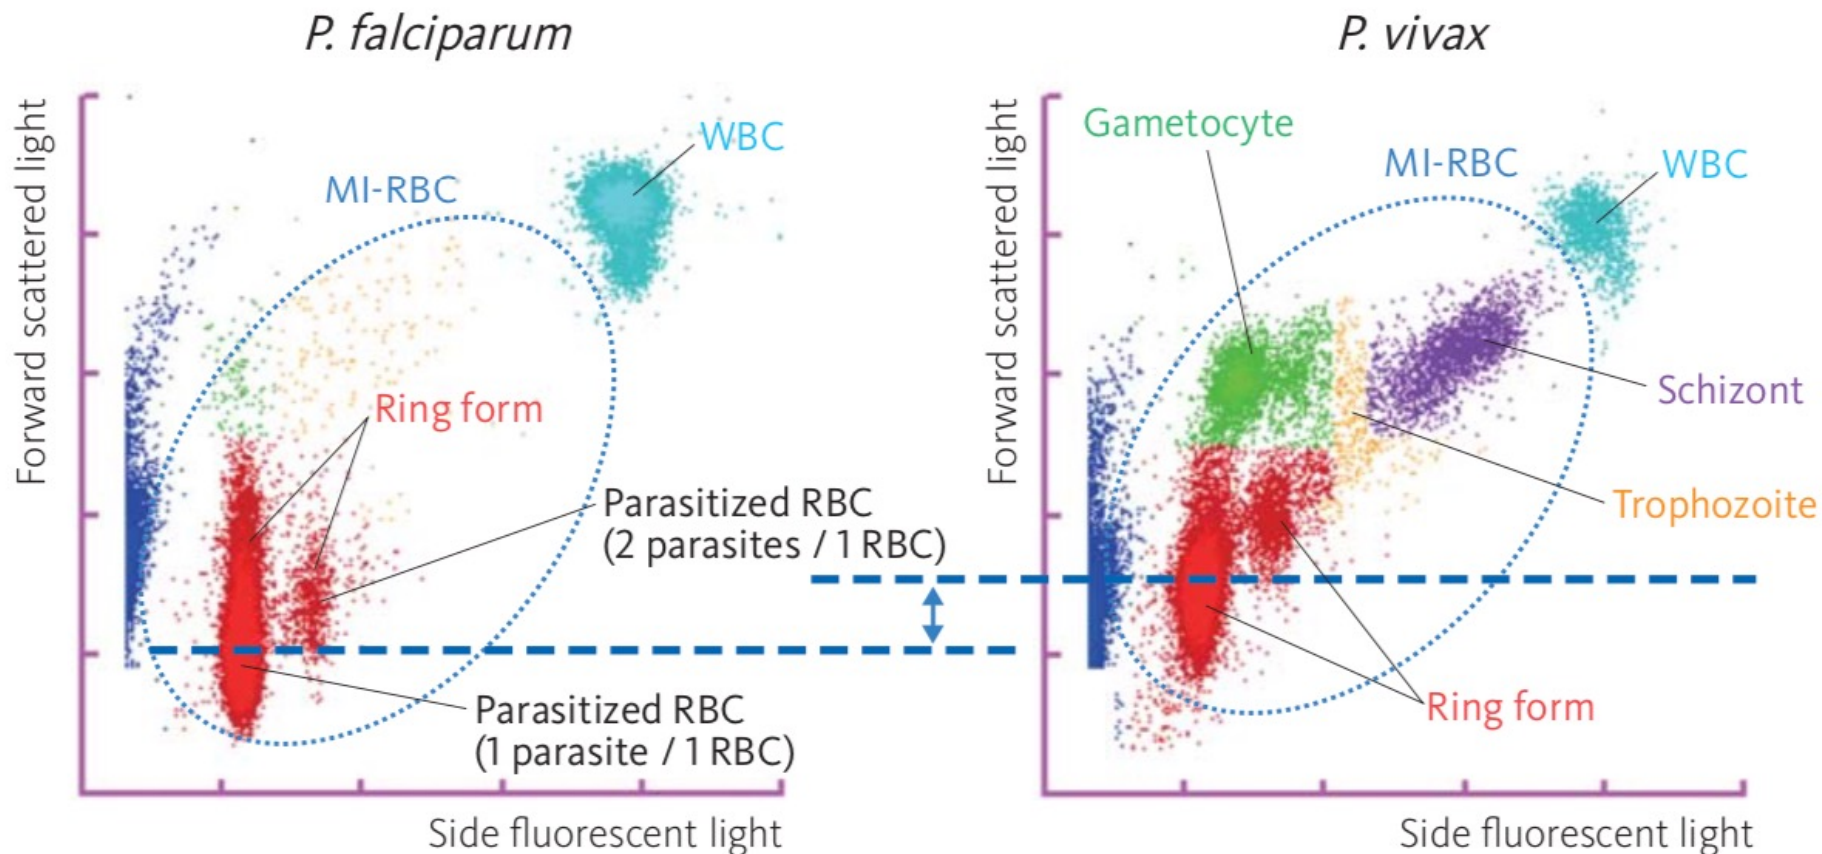 P. falciparum
Forward scattered light
MI-RBC
WBC
Ring form
Parasitized RBC
(2 parasites / 1 RBC)
Parasitized RBC
(1 parasite / 1 RBC)
Side fluorescent light
P. vivax
Forward scattered light
Gametocyte
MI-RBC
WBC
Schizont
Trophozoite
Ring form
Side fluorescent light